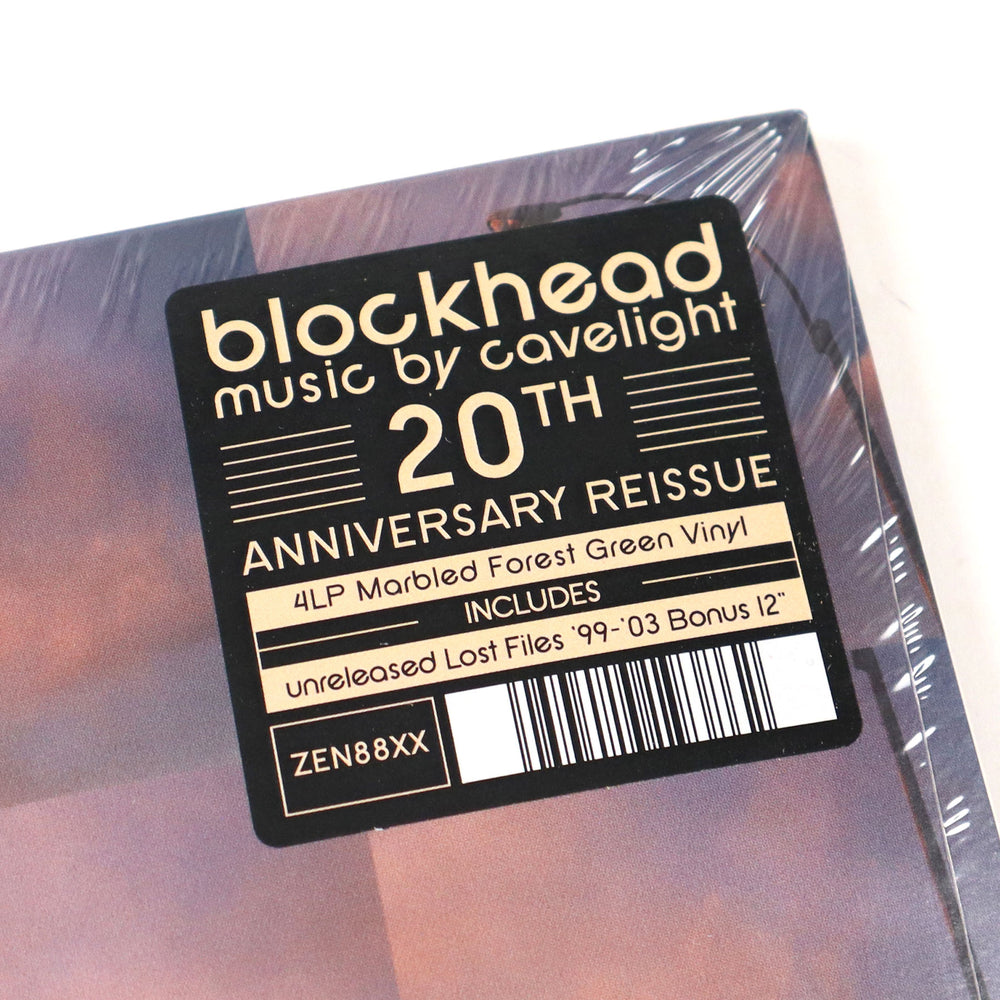 blockhead
music by cavelight
20TH
ANNIVERSARY REISSUE
4LP Marbled Forest Green Vinyl
INCLUDES
unreleased Lost Files '99-'03 Bonus 12"
ZEN88XX